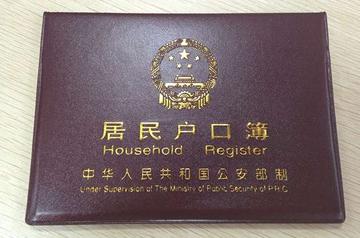 居民户口簿
Household Register
中华人民共和国公安部制
Under Supervision of The Ministry of Public Security of P.R.C